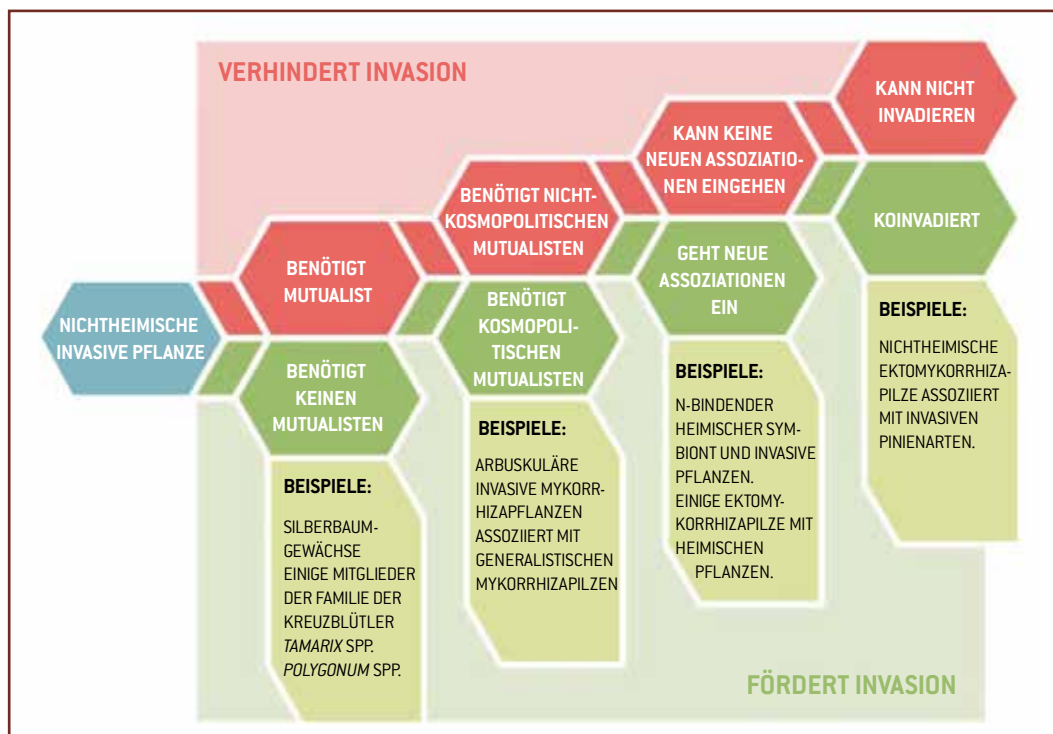 VERHINDERT INVASION
NICHTHEIMISCHE
INVASIVE PFLANZE
BENÖTIGT
MUTUALIST
BENÖTIGT
KEINEN
MUTUALISTEN
BEISPIELE:
SILBERBAUM-
GEWÄCHSE
EINIGE MITGLIEDER
DER FAMILIE DER
KREUZBLÜTLER
TAMARIX SPP.
POLYGONUM SPP.
BENÖTIGT NICHT-
KOSMOPOLITISCHEN
MUTUALISTEN
BENÖTIGT
KOSMOPOLI-
TISCHEN
MUTUALISTEN
BEISPIELE:
ARBUSKULÄRE
INVASIVE MYKORR-
HIZAPFLANZEN
ASSOZIIERT MIT
GENERALISTISCHEN
MYKORRHIZAPILZEN
KANN KEINE
NEUEN ASSOZIATIO-
NEN EINGEHEN
GEHT NEUE
ASSOZIATIONEN
EIN
BEISPIELE:
N-BINDENDER
HEIMISCHER SYM-
BIONT UND INVASIVE
PFLANZEN.
EINIGE EKTOMY-
KORRHIZAPILZE MIT
HEIMISCHEN
PFLANZEN.
KANN NICHT
INVADIEREN
KOINVADIERT
BEISPIELE:
NICHTHEIMISCHE
EKTOMYKORRHIZA-
PILZE ASSOZIIERT
MIT INVASIVEN
PINIENARTEN.
FÖRDERT INVASION